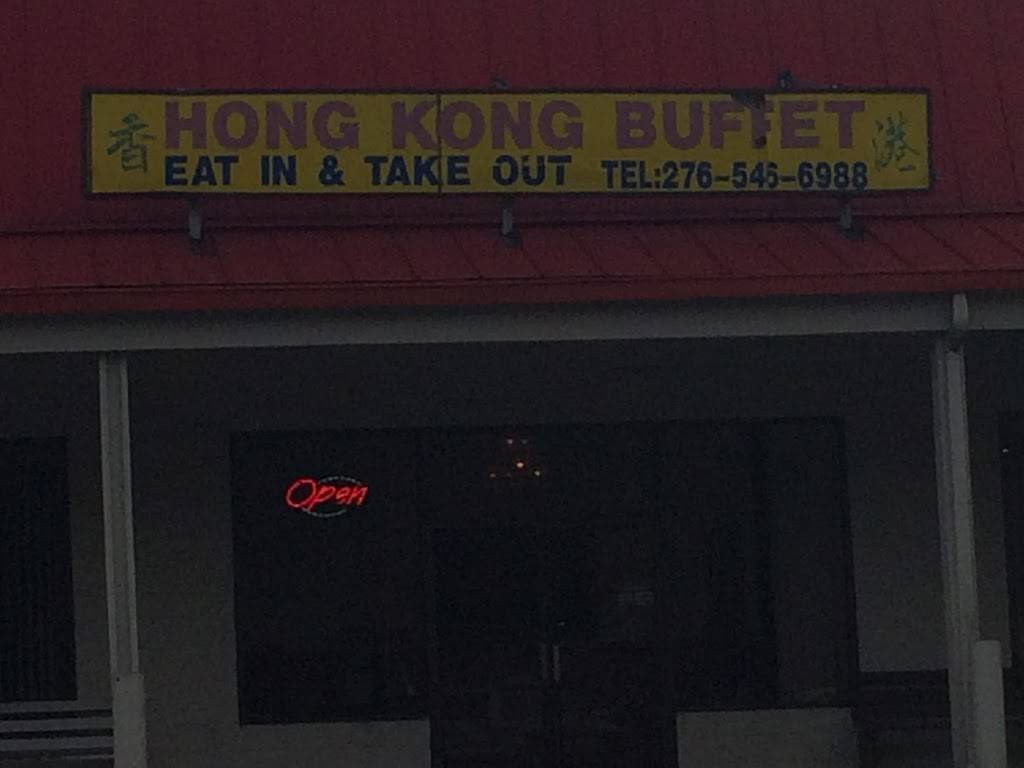 香 HONG KONG BUFFET 港
EAT IN & TAKE OUT TEL:276-546-6988
Open